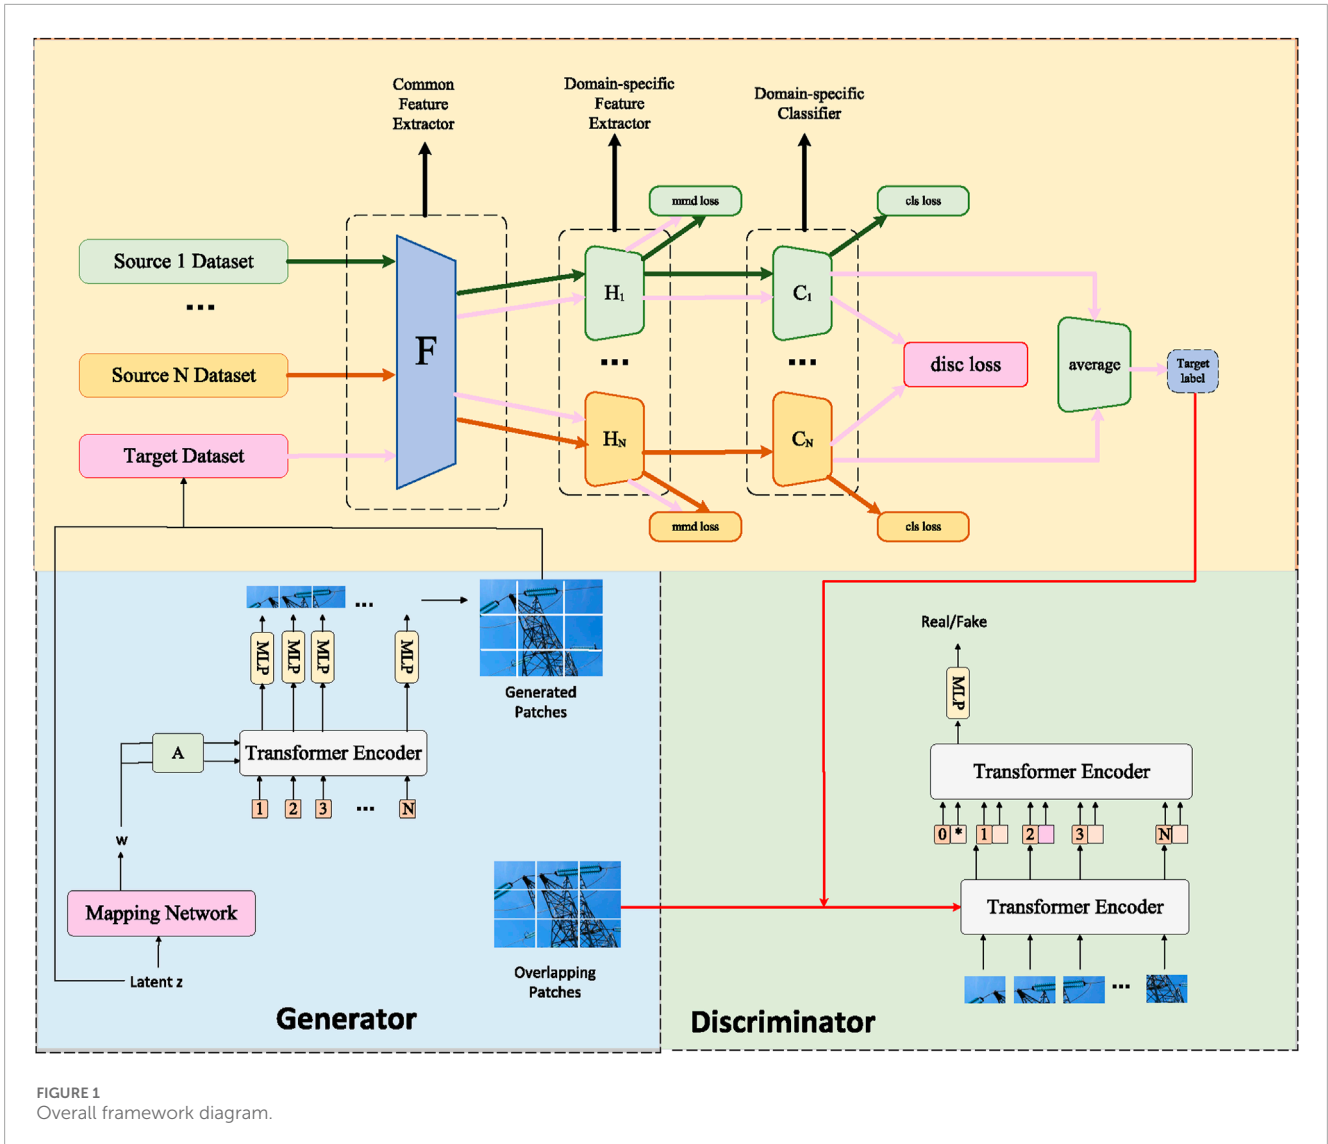 Common
Feature
Extractor
Domain-specific
Feature
Extractor
Domain-specific
Classifier
mmd loss
cls loss
Source 1 Dataset
...
Source N Dataset
Target Dataset
F
H1
...
HN
C1
...
CN
disc loss
average
Target
label
mmd loss
cls loss
...
MLP
MLP
MLP
MLP
Generated
Patches
A
Transformer Encoder
1
2
3
...
N
w
Mapping Network
Latent z
Overlapping
Patches
Generator
Real/Fake
MLP
Transformer Encoder
0
*
1
2
3
N
Transformer Encoder
...
Discriminator
FIGURE 1
Overall framework diagram.